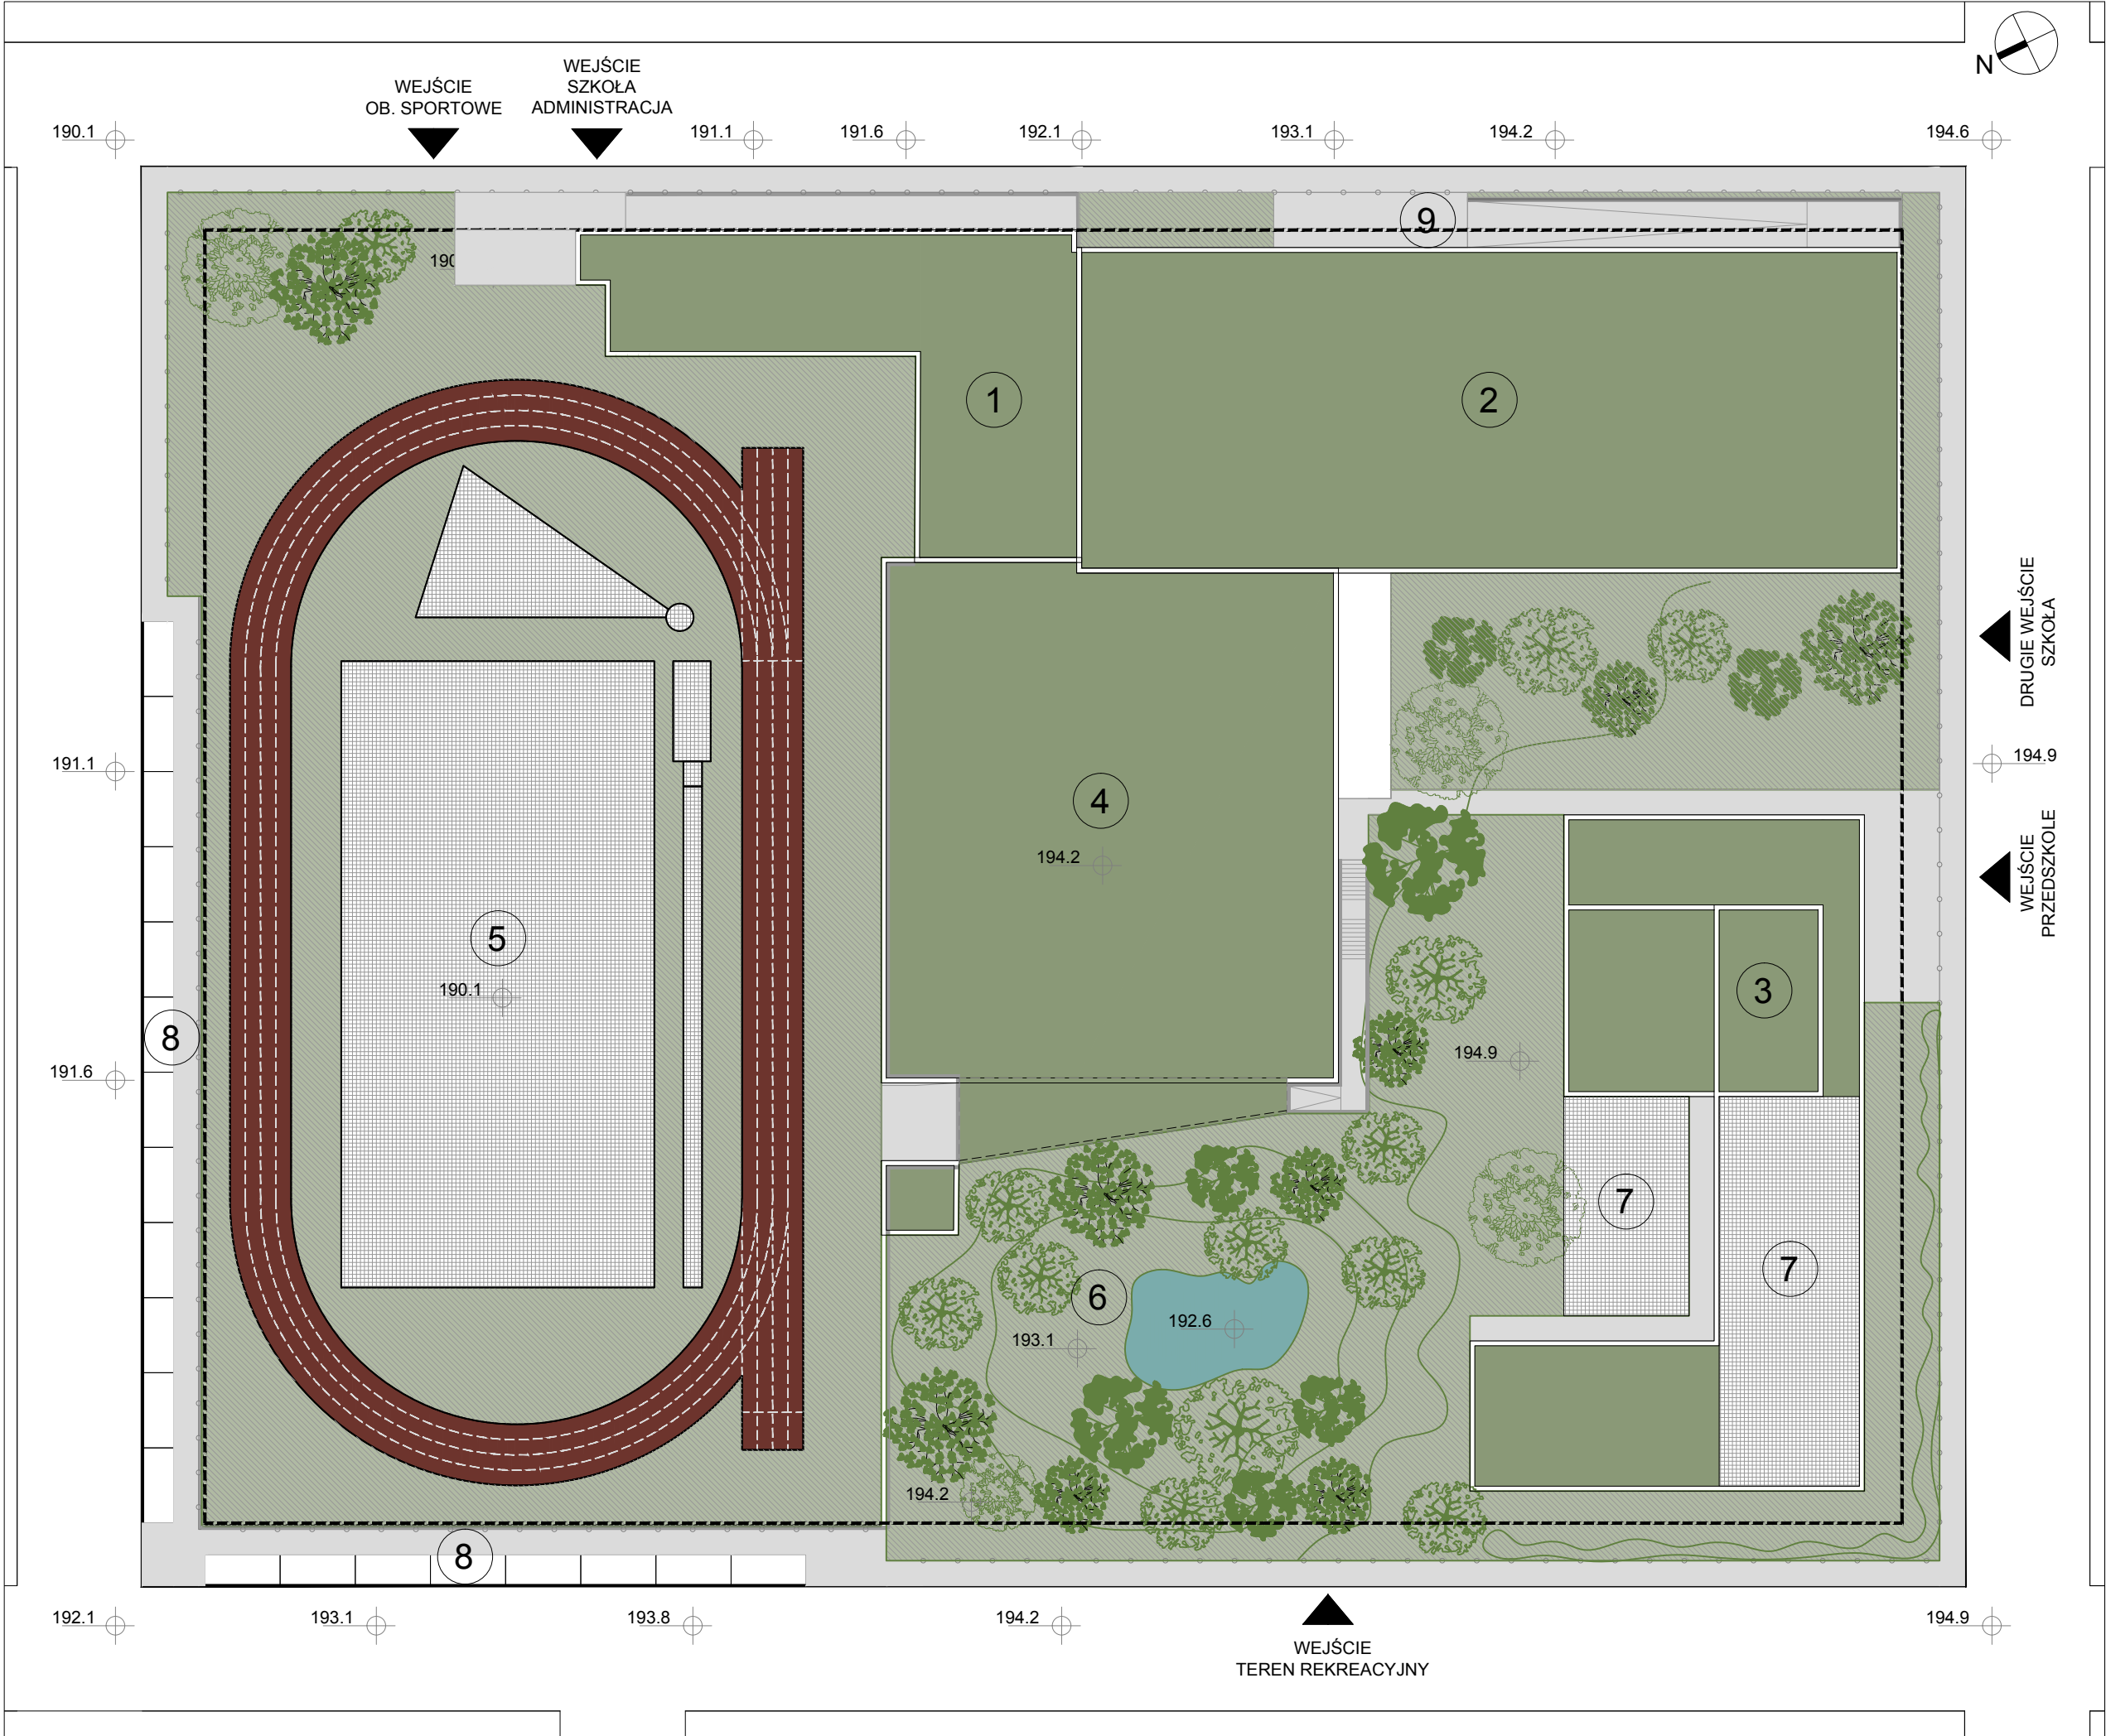 N
WEJŚCIE
OB. SPORTOWE
WEJŚCIE
SZKOŁA
ADMINISTRACJA
190.1
191.1
191.6
192.1
193.1
194.2
194.6
9
190
1
2
DRUGIE WEJŚCIE
SZKOŁA
191.1
194.9
4
194.2
WEJŚCIE
PRZEDSZKOLE
5
190.1
3
8
191.6
194.9
7
7
6
193.1
192.6
194.2
8
192.1
193.1
193.8
194.2
194.9
WEJŚCIE
TEREN REKREACYJNY